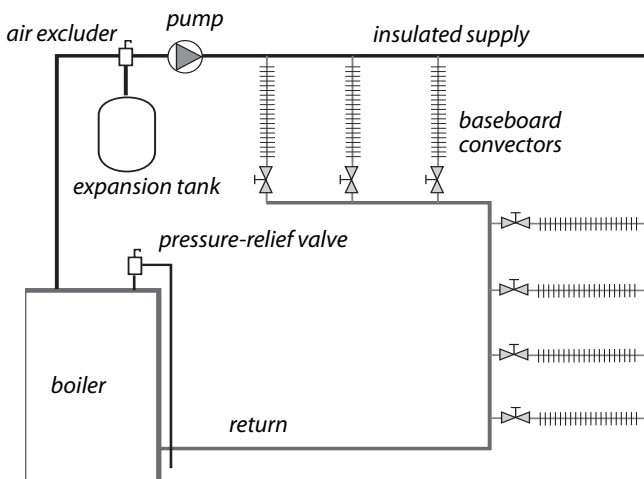 pump
air excluder
insulated supply
baseboard
convectors
expansion tank
pressure-relief valve
boiler
return